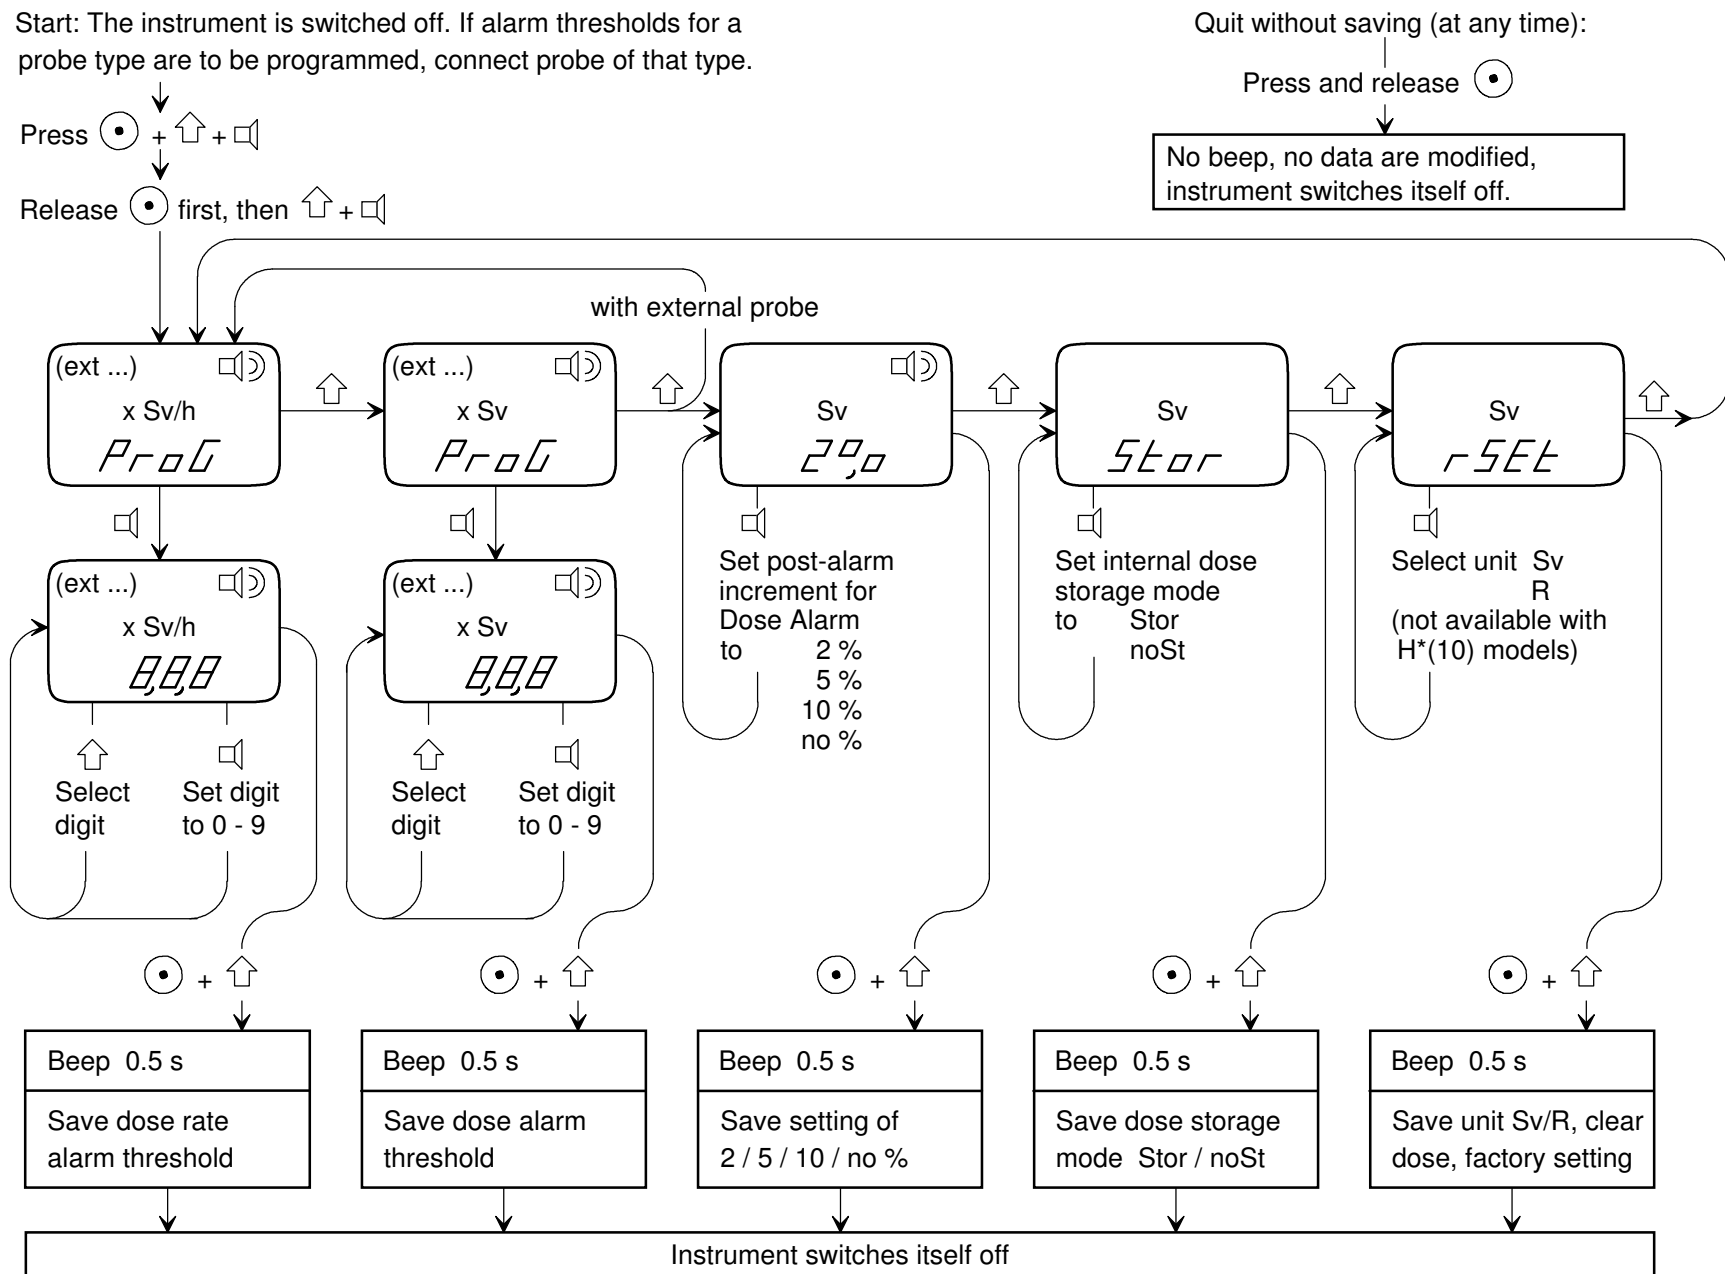 Start: The instrument is switched off. If alarm thresholds for a
probe type are to be programmed, connect probe of that type.
Press + +
Release first, then +
Quit without saving (at any time):
Press and release
No beep, no data are modified,
instrument switches itself off.
with external probe
(ext ...)
x Sv/h
ProG
(ext ...)
x Sv
ProG
Sv
2%
Sv
Stor
Sv
rSEt
(ext ...)
x Sv/h
8,8,8
Select
digit
Set digit
to 0 - 9
(ext ...)
x Sv
8,8,8
Select
digit
Set digit
to 0 - 9
Set post-alarm
increment for
Dose Alarm
to 2 %
5 %
10 %
no %
Set internal dose
storage mode
to Stor
noSt
Select unit Sv
R
(not available with
H*(10) models)
+
+
+
+
+
Beep 0.5 s
Save dose rate
alarm threshold
Beep 0.5 s
Save dose alarm
threshold
Beep 0.5 s
Save setting of
2 / 5 / 10 / no %
Beep 0.5 s
Save dose storage
mode Stor / noSt
Beep 0.5 s
Save unit Sv/R, clear
dose, factory setting
Instrument switches itself off